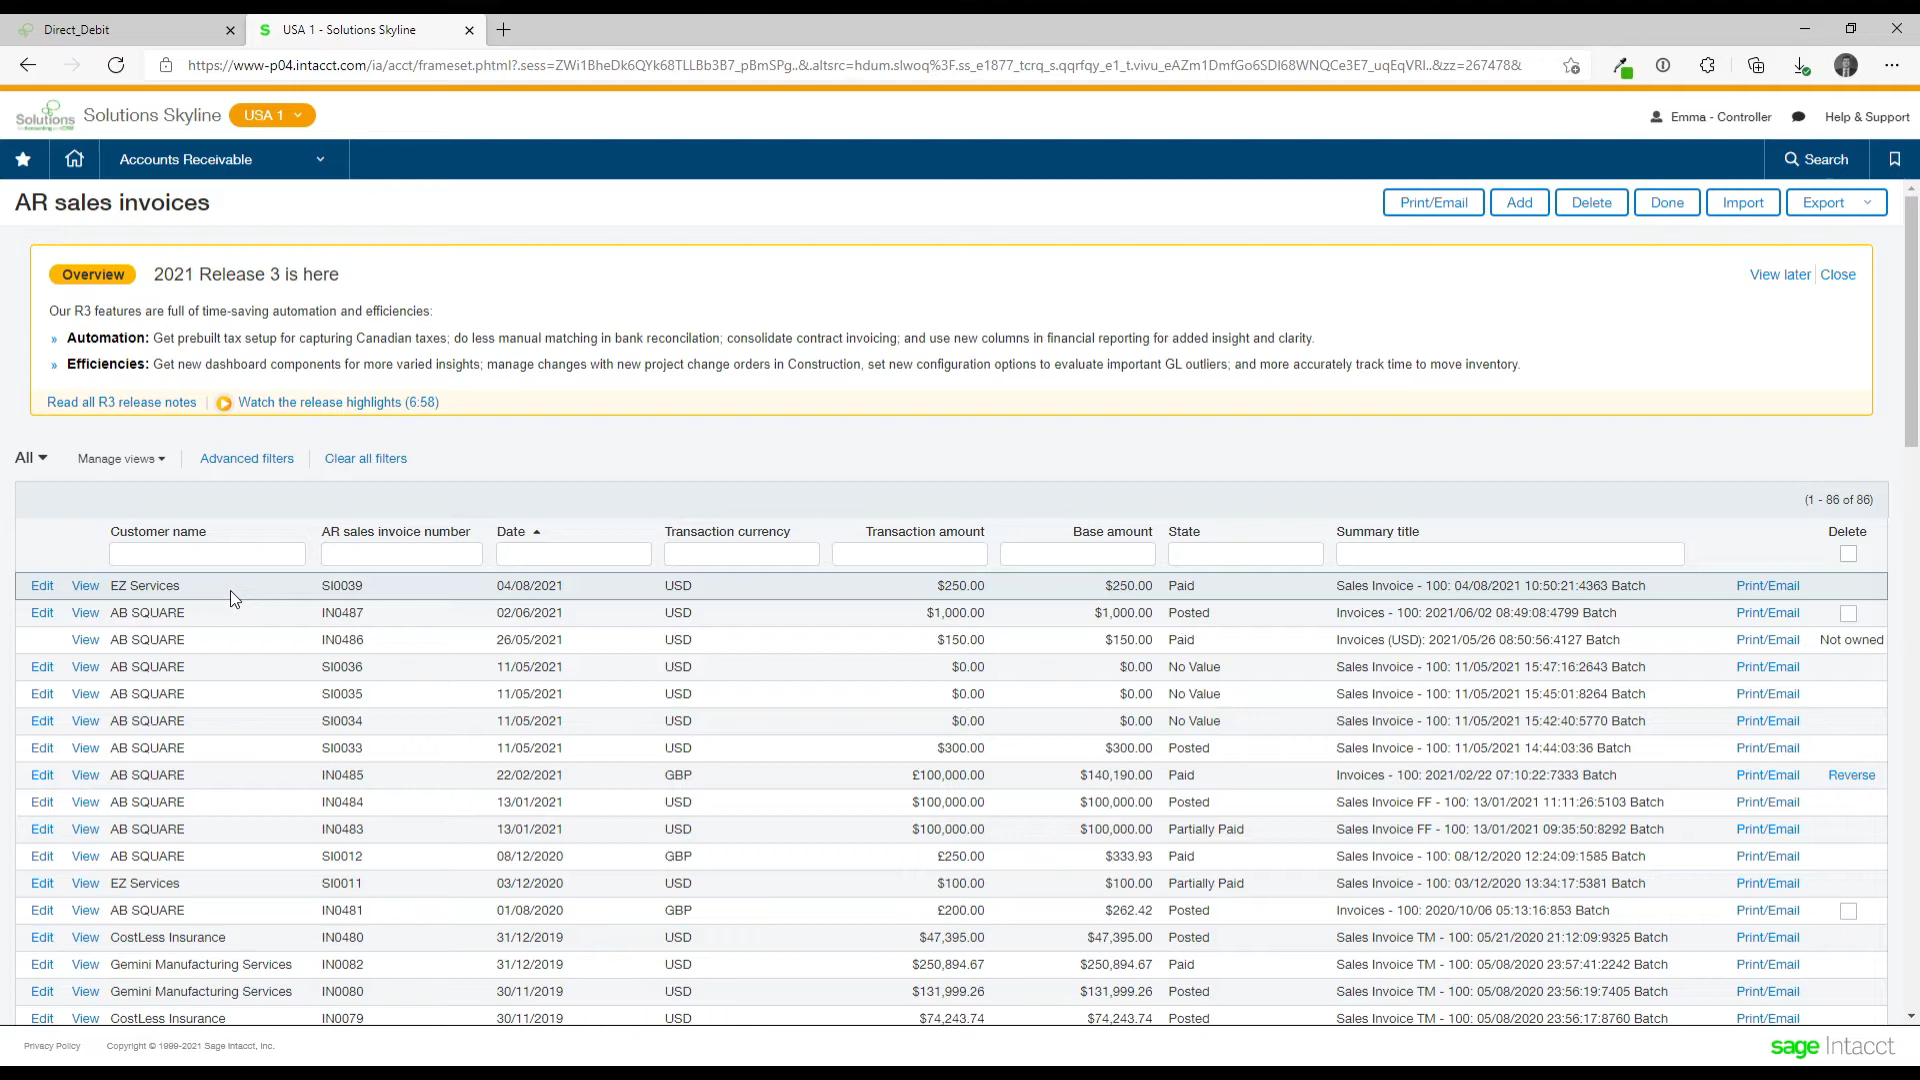 Direct_Debit
S USA 1 - Solutions Skyline
https://www-p04.intacct.com/ia/acct/frameset.phtml?.sess=ZWi1BheDk6QYk68TLLBb3B7_pBmSPg..&.altsrc=hdum.slwoq%3F.ss_e1877_tcrq_s.qqrfqy_e1_t.vivu_eAZm1DmfGo6SDI68WNQCe3E7_uqEqVRI..&zz=267478&
Solutions
Solutions Skyline USA 1
Emma - Controller Help & Support
Accounts Receivable Search
AR sales invoices Print/Email Add Delete Done Import Export
Overview 2021 Release 3 is here View later Close
Our R3 features are full of time-saving automation and efficiencies:
» Automation: Get prebuilt tax setup for capturing Canadian taxes; do less manual matching in bank reconciliation; consolidate contract invoicing; and use new columns in financial reporting for added insight and clarity.
» Efficiencies: Get new dashboard components for more varied insights; manage changes with new project change orders in Construction, set new configuration options to evaluate important GL outliers; and more accurately track time to move inventory.
Read all R3 release notes | Watch the release highlights (6:58)
All Manage views Advanced filters Clear all filters
(1 - 86 of 86)
Customer name AR sales invoice number Date Transaction currency Transaction amount Base amount State Summary title Delete
Edit View EZ Services SI0039 04/08/2021 USD $250.00 $250.00 Paid Sales Invoice - 100: 04/08/2021 10:50:21:4363 Batch Print/Email
Edit View AB SQUARE IN0487 02/06/2021 USD $1,000.00 $1,000.00 Posted Invoices - 100: 2021/06/02 08:49:08:4799 Batch Print/Email
View AB SQUARE IN0486 26/05/2021 USD $150.00 $150.00 Paid Invoices (USD): 2021/05/26 08:50:56:4127 Batch Print/Email Not owned
Edit View AB SQUARE SI0036 11/05/2021 USD $0.00 $0.00 No Value Sales Invoice - 100: 11/05/2021 15:47:16:2643 Batch Print/Email
Edit View AB SQUARE SI0035 11/05/2021 USD $0.00 $0.00 No Value Sales Invoice - 100: 11/05/2021 15:45:01:8264 Batch Print/Email
Edit View AB SQUARE SI0034 11/05/2021 USD $0.00 $0.00 No Value Sales Invoice - 100: 11/05/2021 15:42:40:5770 Batch Print/Email
Edit View AB SQUARE SI0033 11/05/2021 USD $300.00 $300.00 Posted Sales Invoice - 100: 11/05/2021 14:44:03:36 Batch Print/Email
Edit View AB SQUARE IN0485 22/02/2021 GBP £100,000.00 $140,190.00 Paid Invoices - 100: 2021/02/22 07:10:22:7333 Batch Print/Email Reverse
Edit View AB SQUARE IN0484 13/01/2021 USD $100,000.00 $100,000.00 Posted Sales Invoice FF - 100: 13/01/2021 11:11:26:5103 Batch Print/Email
Edit View AB SQUARE IN0483 13/01/2021 USD $100,000.00 $100,000.00 Partially Paid Sales Invoice FF - 100: 13/01/2021 09:35:50:8292 Batch Print/Email
Edit View AB SQUARE SI0012 08/12/2020 GBP £250.00 $333.93 Paid Sales Invoice - 100: 08/12/2020 12:24:09:1585 Batch Print/Email
Edit View EZ Services SI0011 03/12/2020 USD $100.00 $100.00 Partially Paid Sales Invoice - 100: 03/12/2020 13:34:17:5381 Batch Print/Email
Edit View AB SQUARE IN0481 01/08/2020 GBP £200.00 $262.42 Posted Invoices - 100: 2020/10/06 05:13:16:853 Batch Print/Email
Edit View CostLess Insurance IN0480 31/12/2019 USD $47,395.00 $47,395.00 Posted Sales Invoice TM - 100: 05/21/2020 21:12:09:9325 Batch Print/Email
Edit View Gemini Manufacturing Services IN0082 31/12/2019 USD $250,894.67 $250,894.67 Paid Sales Invoice TM - 100: 05/08/2020 23:57:41:2242 Batch Print/Email
Edit View Gemini Manufacturing Services IN0080 30/11/2019 USD $131,999.26 $131,999.26 Posted Sales Invoice TM - 100: 05/08/2020 23:56:19:7405 Batch Print/Email
Edit View CostLess Insurance IN0079 30/11/2019 USD $74,243.74 $74,243.74 Posted Sales Invoice TM - 100: 05/08/2020 23:56:17:8760 Batch Print/Email
Privacy Policy Copyright © 1999-2021 Sage Intacct, Inc. sage Intacct